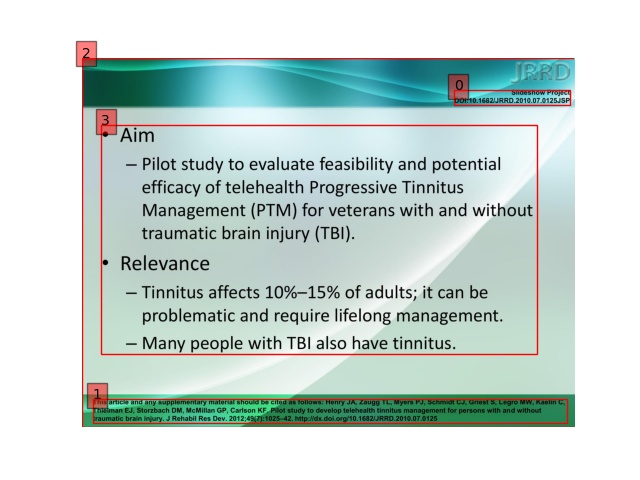 2
JRRD
0
Slideshow Project
DOI:10.1682/JRRD.2010.07.0125JSP
3
• Aim
– Pilot study to evaluate feasibility and potential
efficacy of telehealth Progressive Tinnitus
Management (PTM) for veterans with and without
traumatic brain injury (TBI).
• Relevance
– Tinnitus affects 10%–15% of adults; it can be
problematic and require lifelong management.
– Many people with TBI also have tinnitus.
1
This article and any supplementary material should be cited as follows: Henry JA, Zaugg TL, Myers PJ, Schmidt CJ, Griest S, Legro MW, Kaelin C,
Thielman EJ, Storzbach DM, McMillan GP, Carlson KF. Pilot study to develop telehealth tinnitus management for persons with and without
traumatic brain injury. J Rehabil Res Dev. 2012;49(7):1025–42. http://dx.doi.org/10.1682/JRRD.2010.07.0125